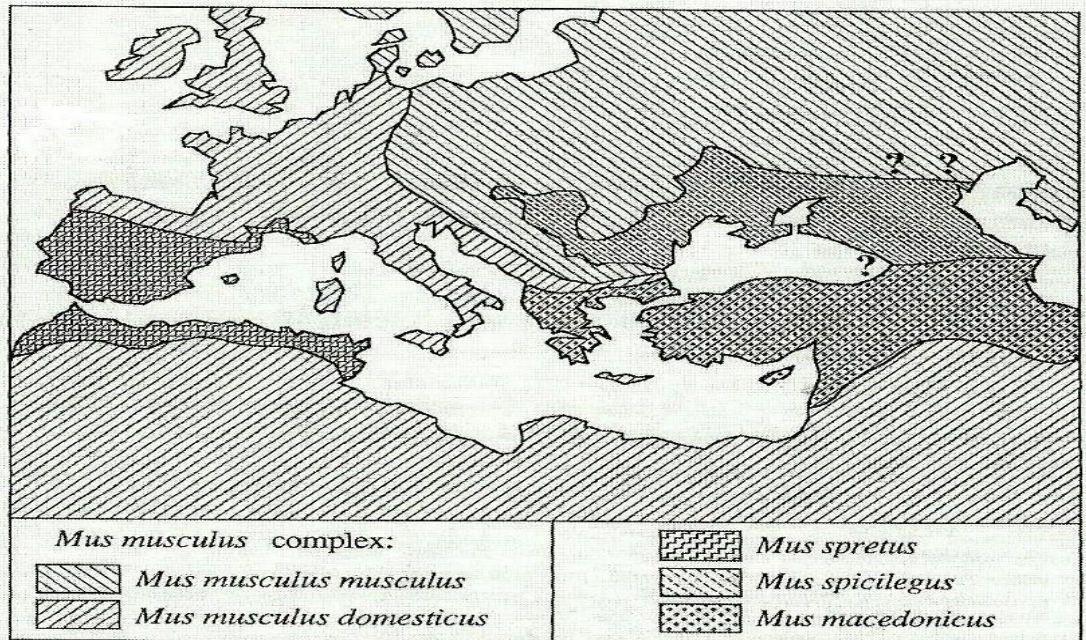 ? ?
?
Mus musculus complex:
Mus musculus musculus
Mus musculus domesticus
Mus spretus
Mus spicilegus
Mus macedonicus